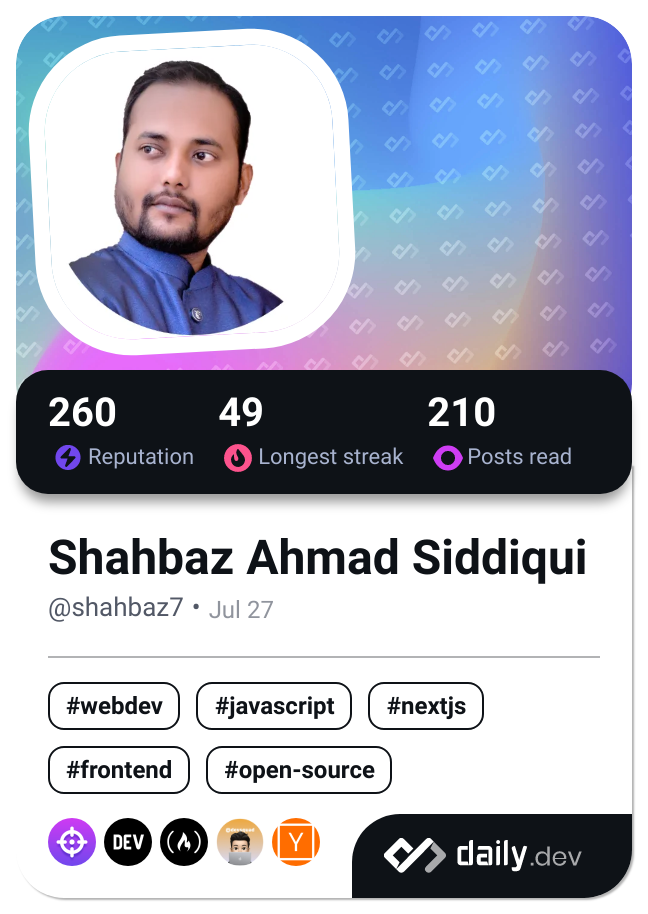 260 49 210
Reputation Longest streak Posts read
Shahbaz Ahmad Siddiqui
@shahbaz7 • Jul 27
#webdev #javascript #nextjs
#frontend #open-source
DEV Y
daily.dev